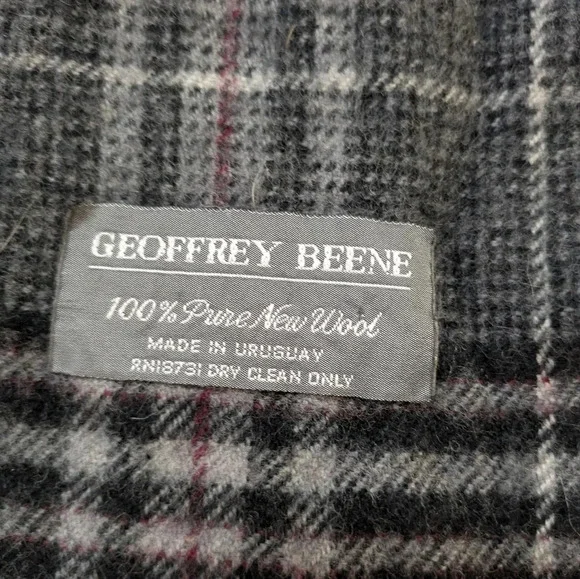 GEOFFREY BEENE
100% Pure New Wool
MADE IN URUGUAY
RN18731 DRY CLEAN ONLY